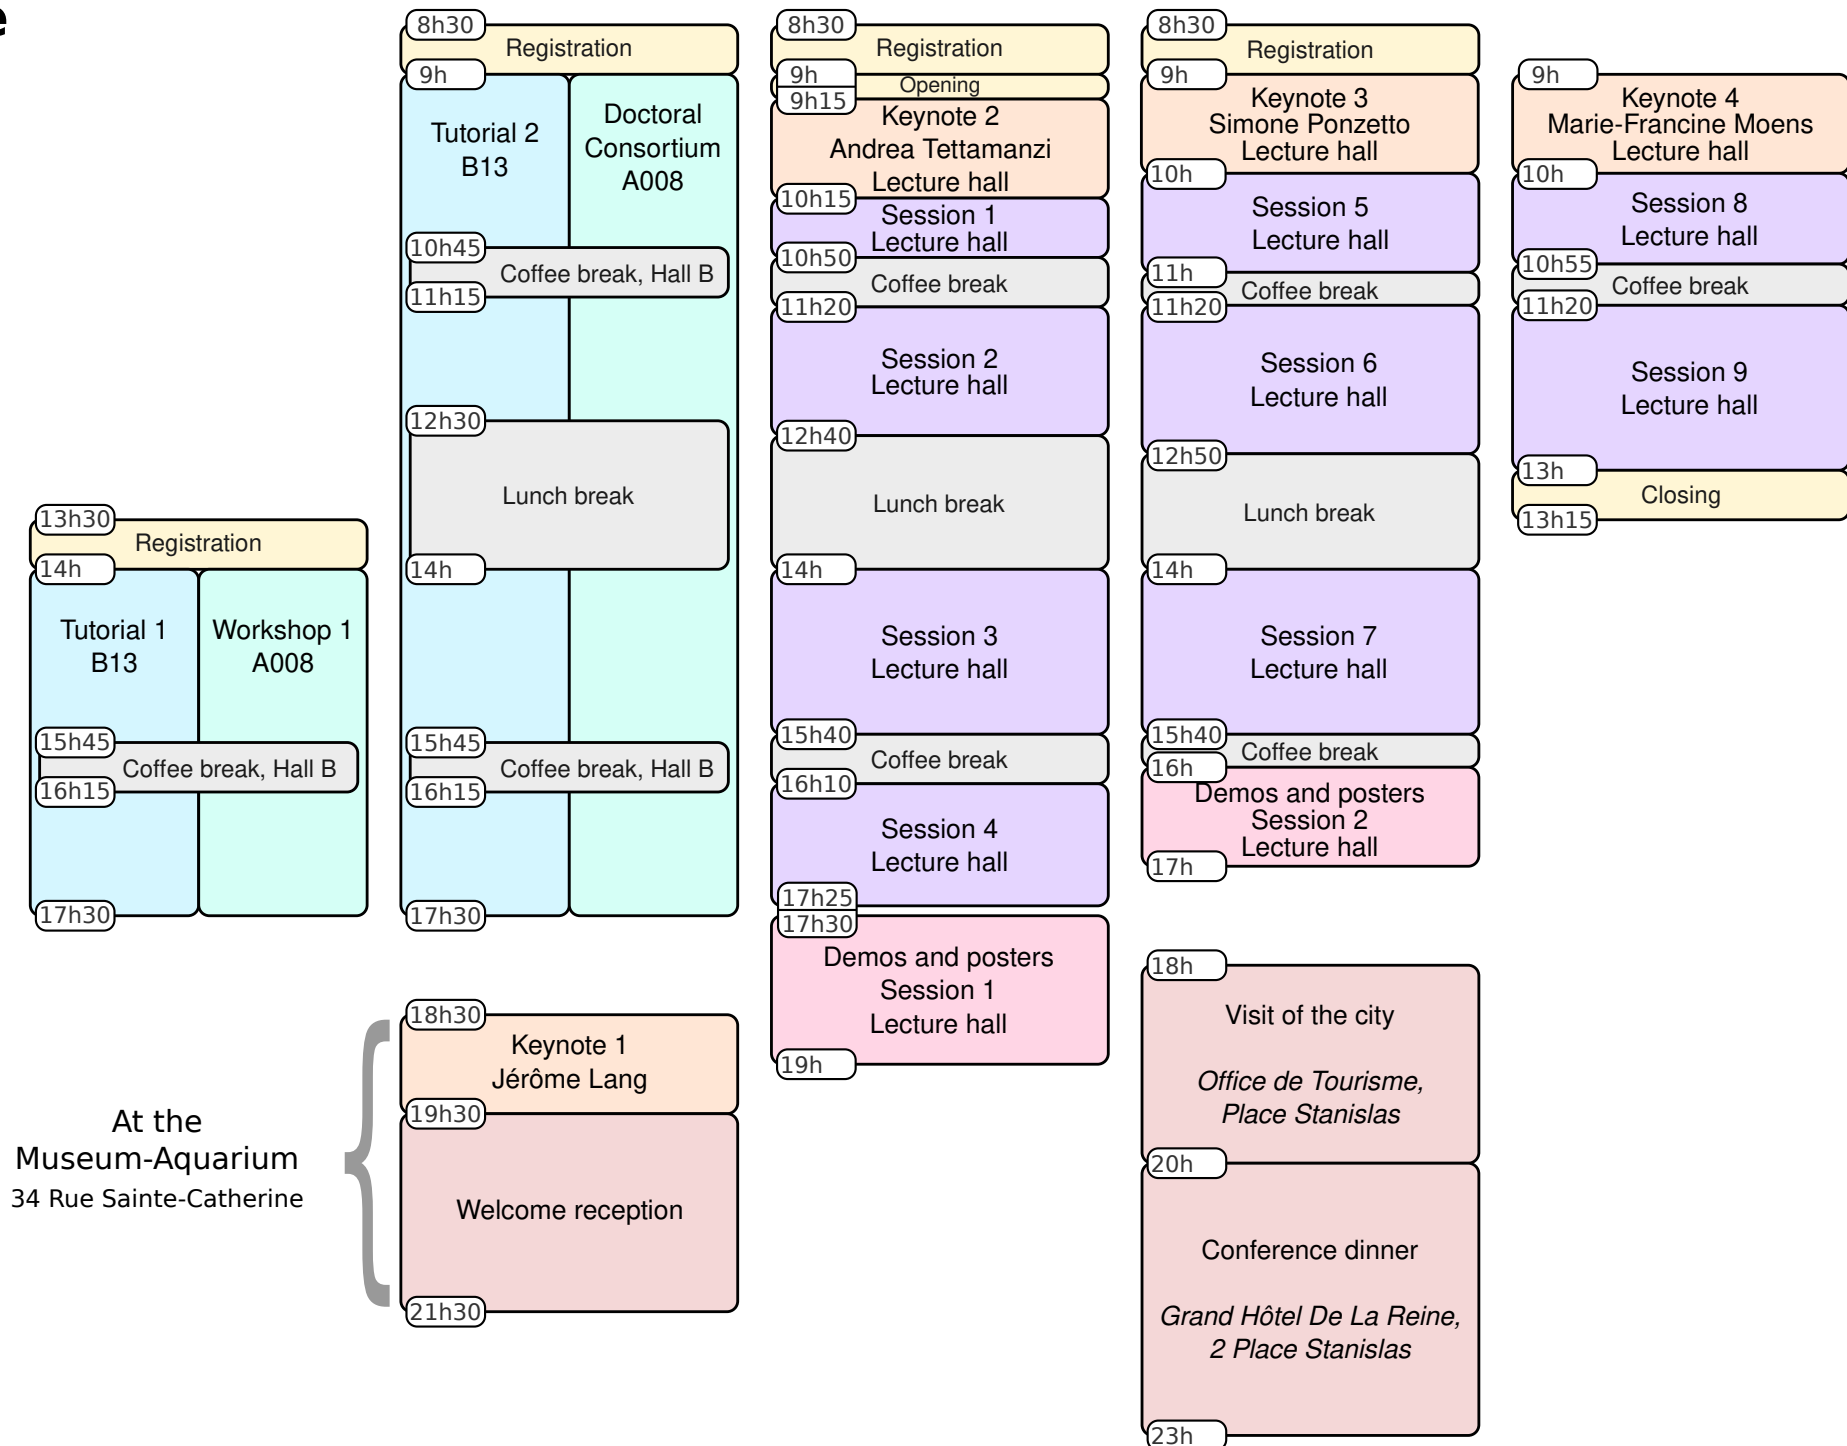 e
13h30
Registration
14h
Tutorial 1
B13
Workshop 1
A008
15h45
Coffee break, Hall B
16h15
17h30
8h30
Registration
9h
Tutorial 2
B13
Doctoral
Consortium
A008
10h45
Coffee break, Hall B
11h15
12h30
Lunch break
14h
15h45
Coffee break, Hall B
16h15
17h30
At the
Museum-Aquarium
34 Rue Sainte-Catherine
18h30
Keynote 1
Jérôme Lang
19h30
Welcome reception
21h30
8h30
Registration
9h
Opening
9h15
Keynote 2
Andrea Tettamanzi
Lecture hall
10h15
Session 1
Lecture hall
10h50
Coffee break
11h20
Session 2
Lecture hall
12h40
Lunch break
14h
Session 3
Lecture hall
15h40
Coffee break
16h10
Session 4
Lecture hall
17h25
17h30
Demos and posters
Session 1
Lecture hall
19h
8h30
Registration
9h
Keynote 3
Simone Ponzetto
Lecture hall
10h
Session 5
Lecture hall
11h
Coffee break
11h20
Session 6
Lecture hall
12h50
Lunch break
14h
Session 7
Lecture hall
15h40
Coffee break
16h
Demos and posters
Session 2
Lecture hall
17h
18h
Visit of the city
Office de Tourisme,
Place Stanislas
20h
Conference dinner
Grand Hôtel De La Reine,
2 Place Stanislas
23h
9h
Keynote 4
Marie-Francine Moens
Lecture hall
10h
Session 8
Lecture hall
10h55
Coffee break
11h20
Session 9
Lecture hall
13h
Closing
13h15